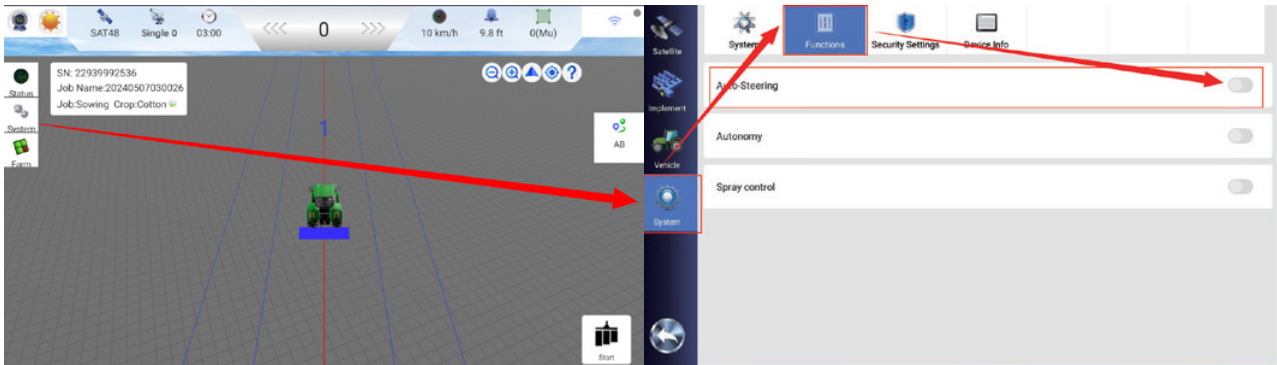 SAT48
Single 0
03:00
<<<
0
>>>
10 km/h
9.8 ft
0(Mu)
Status
System
Farm
SN: 22939992536
Job Name:20240507030026
Job:Sowing Crop:Cotton
?
1
AB
Start
Satellite
Implement
Vehicle
System
System
Functions
Security Settings
Device Info
Auto-Steering
Autonomy
Spray control